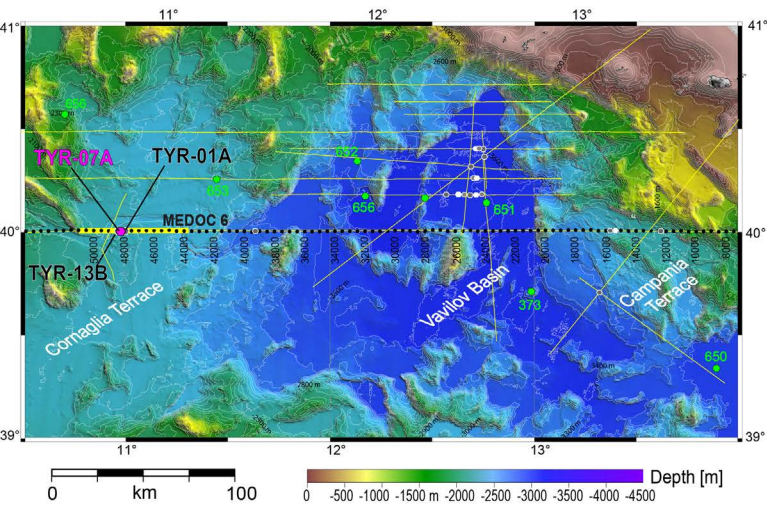 11° 12° 13°
41° 41°
2600 m
656
TYR-07A
TYR-01A
652
653
656
651
MEDOC 6
40° 40°
50000 48000 46000 44000 42000 40000 38000 36000 32000 28000 26000 24000 22000 20000 16000 14000 12000 10000 8000
TYR-13B
Cornaglia Terrace
Vavilov Basin
Campania
Terrace
373
650
3400 m
2800 m
39° 39°
11° 12° 13°
0 km 100
Depth [m]
0 -500 -1000 -1500 m -2000 -2500 -3000 -3500 -4000 -4500